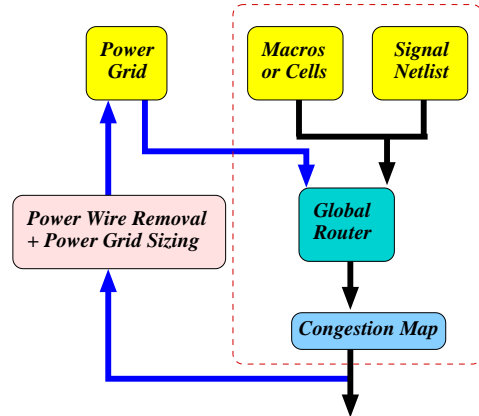 Power
Grid
Macros
or Cells
Signal
Netlist
Power Wire Removal
+ Power Grid Sizing
Global
Router
Congestion Map